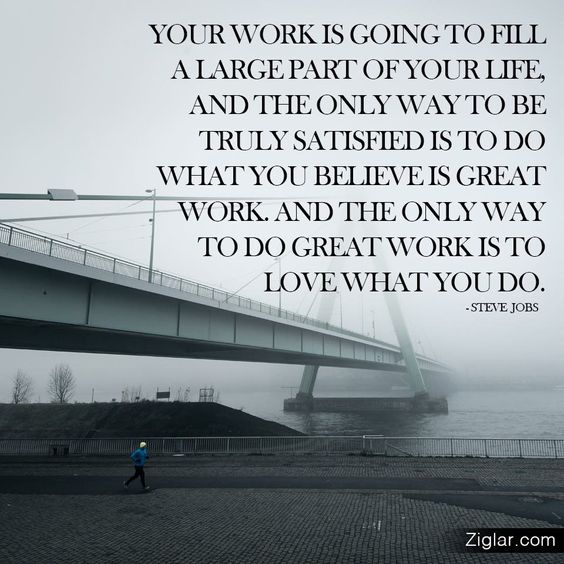 YOUR WORK IS GOING TO FILL
A LARGE PART OF YOUR LIFE,
AND THE ONLY WAY TO BE
TRULY SATISFIED IS TO DO
WHAT YOU BELIEVE IS GREAT
WORK. AND THE ONLY WAY
TO DO GREAT WORK IS TO
LOVE WHAT YOU DO.
- STEVE JOBS
Ziglar.com